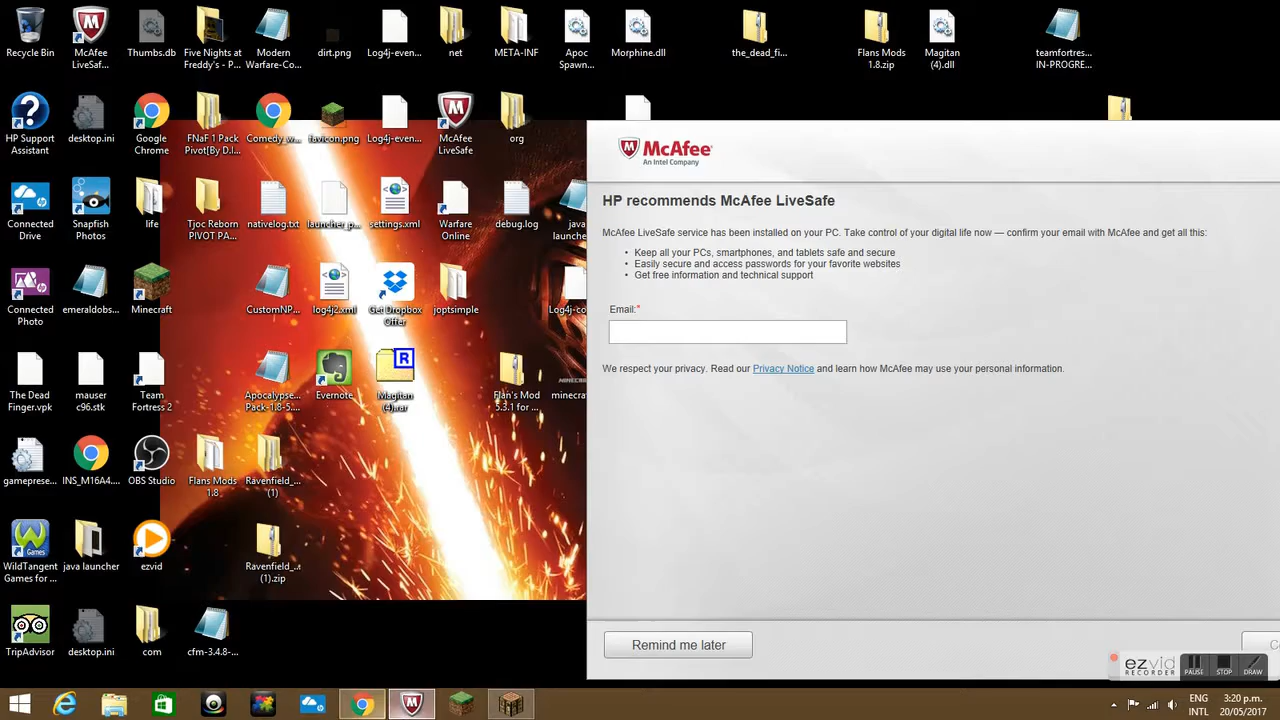 Recycle Bin
McAfee
LiveSaf...
Thumbs.db
Five Nights at
Freddy's - P...
Modern
Warfare-Co...
dirt.png
Log4j-even...
net
META-INF
Apoc
Spawn...
Morphine.dll
the_dead_fi...
Flans Mods
1.8.zip
Magitan
(4).dll
teamfortres...
IN-PROGRE...
HP Support
Assistant
desktop.ini
Google
Chrome
FNaF 1 Pack
Pivot[By D.I...
Comedy_w...
favicon.png
Log4j-even...
McAfee
LiveSafe
org
Connected
Drive
Snapfish
Photos
life
Tjoc Reborn
PIVOT PA...
nativelog.txt
launcher_p...
settings.xml
Warfare
Online
debug.log
java
launche
Connected
Photo
emeraldobs...
Minecraft
CustomNP...
log4j2.xml
Get Dropbox
Offer
joptsimple
Log4j-co
The Dead
Finger.vpk
mauser
c96.stk
Team
Fortress 2
Apocalypse...
Pack-1.8-5....
Evernote
R
Magitan
(4).rar
Flan's Mod
5.3.1 for ...
MINECRA
minecra
gameprese...
INS_M16A4....
OBS Studio
Flans Mods
1.8
Ravenfield_...
(1)
WildTangent
Games for ...
java launcher
ezvid
Ravenfield_...
(1).zip
Games
TripAdvisor
desktop.ini
com
cfm-3.4.8-...
McAfee
An Intel Company
HP recommends McAfee LiveSafe
McAfee LiveSafe service has been installed on your PC. Take control of your digital life now — confirm your email with McAfee and get all this:
• Keep all your PCs, smartphones, and tablets safe and secure
• Easily secure and access passwords for your favorite websites
• Get free information and technical support
Email:*
We respect your privacy. Read our Privacy Notice and learn how McAfee may use your personal information.
Remind me later
Co
ezvid
RECORDER
PAUSE
STOP
DRAW
ENG
INTL
3:20 p.m.
20/05/2017